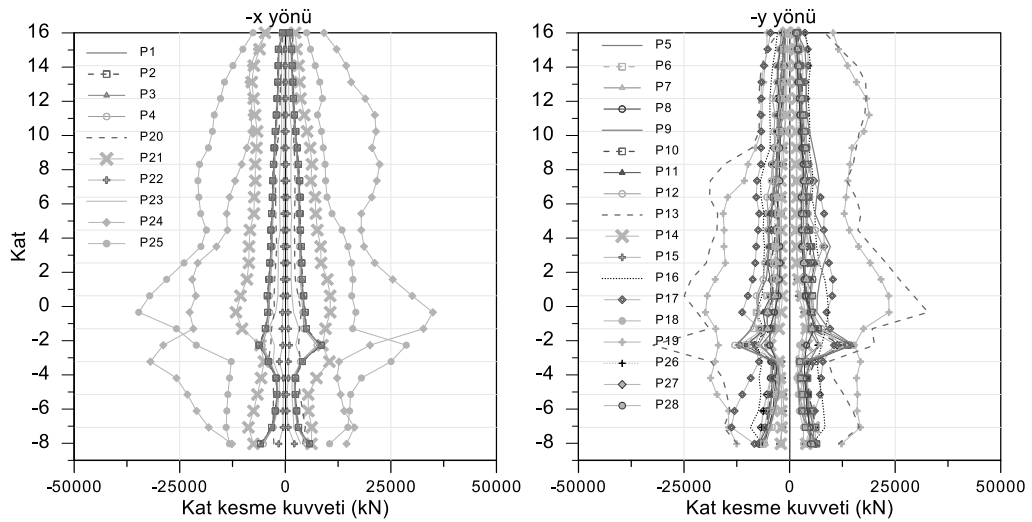 -x yönü
16
14
12
10
8
6
4
2
0
-2
-4
-6
-8
Kat
P1
P2
P3
P4
P20
P21
P22
P23
P24
P25
-50000 -25000 0 25000 50000
Kat kesme kuvveti (kN)
-y yönü
16
14
12
10
8
6
4
2
0
-2
-4
-6
-8
P5
P6
P7
P8
P9
P10
P11
P12
P13
P14
P15
P16
P17
P18
P19
P26
P27
P28
-50000 -25000 0 25000 50000
Kat kesme kuvveti (kN)